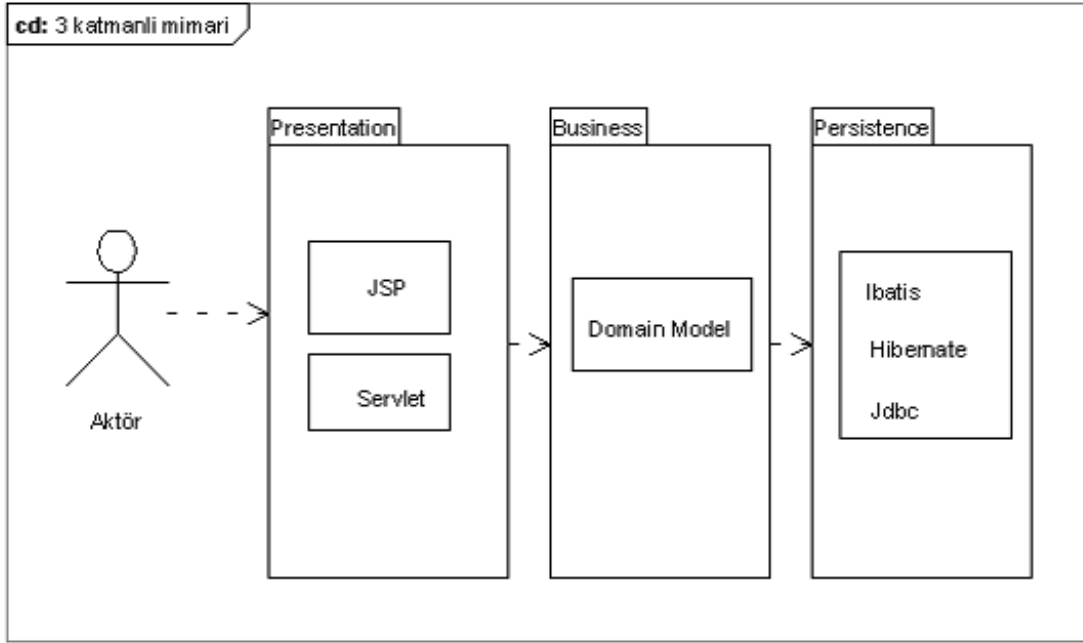 cd: 3 katmanli mimari
Presentation
Business
Persistence
JSP
Servlet
Domain Model
Ibatis
Hibernate
Jdbc
Aktör